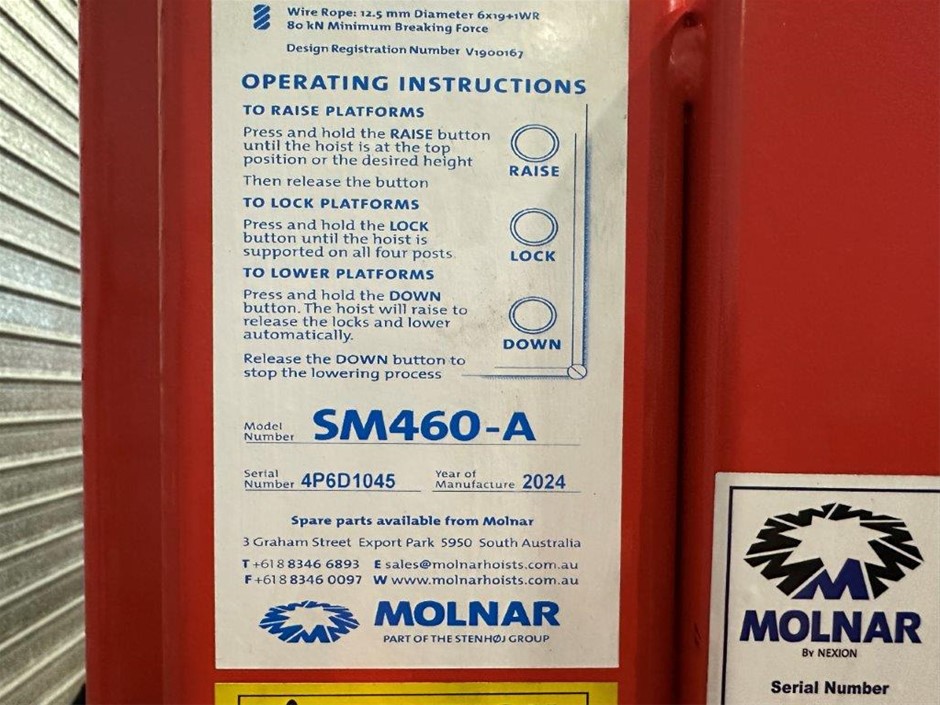 Wire Rope: 12.5 mm Diameter 6x19+1WR
80 kN Minimum Breaking Force
Design Registration Number V1900167
OPERATING INSTRUCTIONS
TO RAISE PLATFORMS
Press and hold the RAISE button
until the hoist is at the top
position or the desired height
Then release the button
RAISE
TO LOCK PLATFORMS
Press and hold the LOCK
button until the hoist is
supported on all four posts.
LOCK
TO LOWER PLATFORMS
Press and hold the DOWN
button. The hoist will raise to
release the locks and lower
automatically.
DOWN
Release the DOWN button to
stop the lowering process
Model
Number SM460-A
Serial
Number 4P6D1045
Year of
Manufacture 2024
Spare parts available from Molnar
3 Graham Street Export Park 5950 South Australia
T +61 8 8346 6893 E sales@molnarhoists.com.au
F +61 8 8346 0097 W www.molnarhoists.com.au
MOLNAR
PART OF THE STENHØJ GROUP
MOLNAR
By NEXION
Serial Number